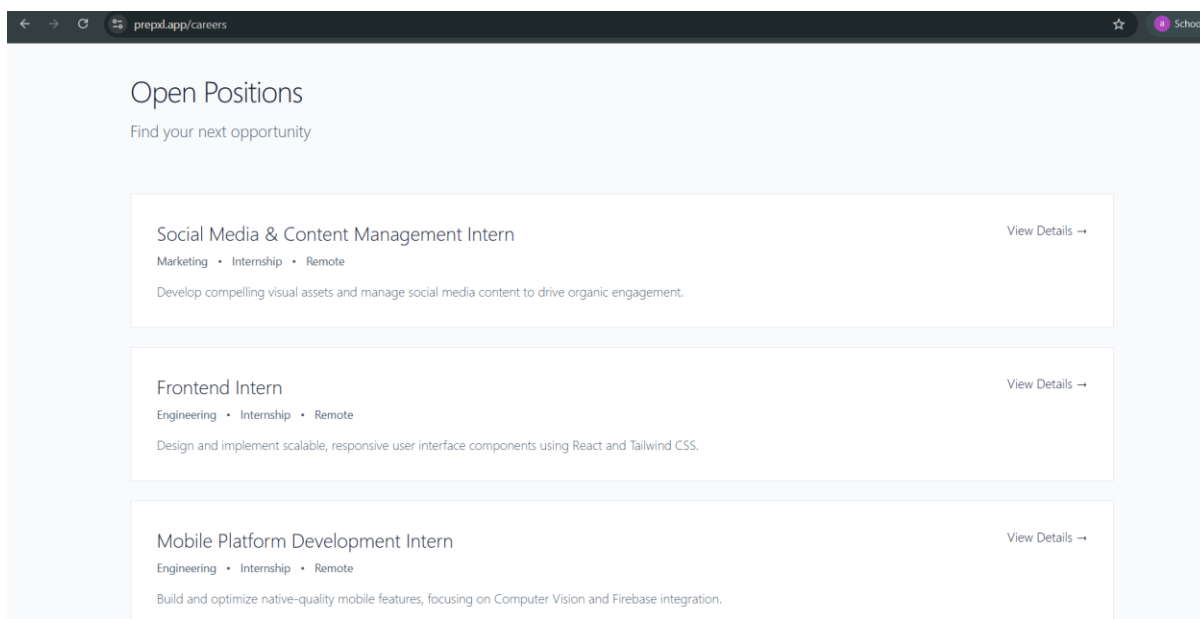 prepxl.app/careers
a Schoo
Open Positions
Find your next opportunity
Social Media & Content Management Intern
View Details →
Marketing • Internship • Remote
Develop compelling visual assets and manage social media content to drive organic engagement.
Frontend Intern
View Details →
Engineering • Internship • Remote
Design and implement scalable, responsive user interface components using React and Tailwind CSS.
Mobile Platform Development Intern
View Details →
Engineering • Internship • Remote
Build and optimize native-quality mobile features, focusing on Computer Vision and Firebase integration.